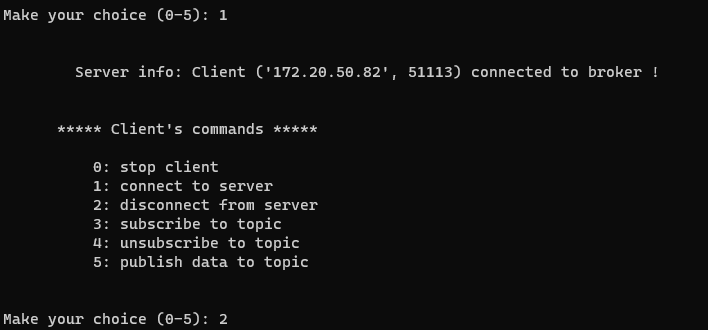 Make your choice (0-5): 1
Server info: Client ('172.20.50.82', 51113) connected to broker !
***** Client's commands *****
0: stop client
1: connect to server
2: disconnect from server
3: subscribe to topic
4: unsubscribe to topic
5: publish data to topic
Make your choice (0-5): 2